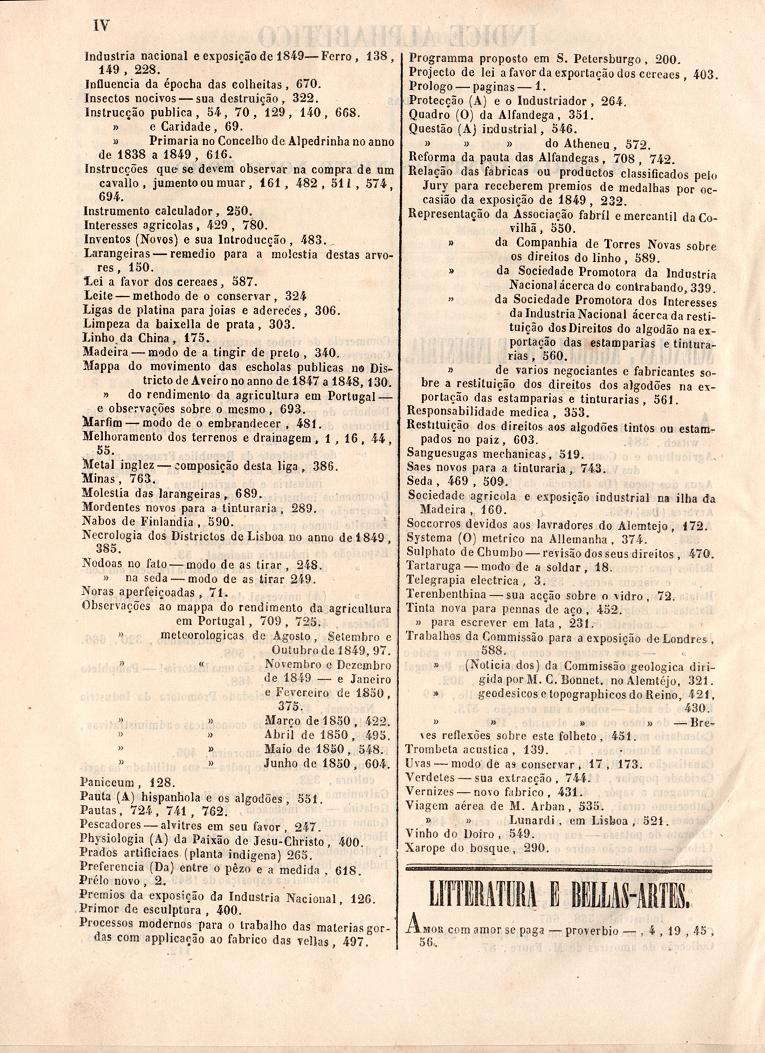 IV
Industria nacional e exposição de 1849—Ferro, 138,
149, 228.
Influencia da épocha das colheitas, 670.
Insectos nocivos—sua destruição, 322.
Instrucção publica, 54, 70, 129, 140, 668.
» e Caridade, 69.
» Primaria no Concelho de Alpedrinha no anno
de 1838 a 1849, 616.
Instrucções que se devem observar na compra de um
cavallo, jumento ou muar, 161, 482, 511, 574,
694.
Instrumento calculador, 250.
Interesses agricolas, 429, 780.
Inventos (Novos) e sua Introducção, 483.
Larangeiras—remedio para a molestia destas arvo-
res, 150.
Lei a favor dos cereaes, 587.
Leite—methodo de o conservar, 324
Ligas de platina para joias e adereces, 306.
Limpeza da baixella de prata, 303.
Linho da China, 175.
Madeira—modo de a tingir de preto, 340.
Mappa do movimento das escholas publicas no Dis-
tricto de Aveiro no anno de 1847 a 1848, 130.
» do rendimento da agricultura em Portugal—
e observações sobre o mesmo, 693.
Marfim—modo de o embrandecer, 481.
Melhoramento dos terrenos e drainagem, 1, 16, 44,
55.
Metal inglez—composição desta liga, 386.
Minas, 763.
Molestia das larangeiras, 689.
Mordentes novos para a tinturaria, 289.
Nabos de Finlandia, 590.
Necrologia dos Districtos de Lisboa no anno de 1849,
385.
Nodoas no fato—modo de as tirar, 248.
» na seda—modo de as tirar 249.
Noras aperfeiçoadas, 71.
Observações ao mappa do rendimento da agricultura
em Portugal, 709, 725.
» meteorologicas de Agosto, Setembro e
Outubro de 1849, 97.
» « Novembro e Dezembro
de 1849—e Janeiro
e Fevereiro de 1850,
375.
» » Março de 1850, 422.
» » Abril de 1850, 495.
» » Maio de 1850, 548.
» » Junho de 1850, 604.
Paniceum, 128.
Pauta (A) hispanhola e os algodões, 551.
Pautas, 724, 741, 762.
Pescadores—alvitres em seu favor, 247.
Physiologia (A) da Paixão de Jesu-Christo, 400.
Prados artificiaes (planta indigena) 265.
Preferencia (Da) entre o pêzo e a medida, 618.
Prélo novo, 2.
Premios da exposição da Industria Nacional, 126.
Primor de esculptura, 400.
Processos modernos para o trabalho das materias gor-
das com applicação ao fabrico das vellas, 497.
Programma proposto em S. Petersburgo, 200.
Projecto de lei a favor da exportação dos cereaes, 403.
Prologo—paginas—1.
Protecção (A) e o Industriador, 264.
Quadro (O) da Alfandega, 351.
Questão (A) industrial, 546.
» » » do Atheneu, 572.
Reforma da pauta das Alfandegas, 708, 742.
Relação das fabricas ou productos classificados pelo
Jury para receberem premios de medalhas por oc-
casião da exposição de 1849, 232.
Representação da Associação fabríl e mercantil da Co-
vilhã, 550.
» da Companhia de Torres Novas sobre
os direitos do linho, 589.
» da Sociedade Promotora da Industria
Nacional ácerca do contrabando, 339.
» da Sociedade Promotora dos Interesses
da Industria Nacional ácerca da resti-
tuição dos Direitos do algodão na ex-
portação das estamparias e tintura-
rias, 560.
» de varios negociantes e fabricantes so-
bre a restituição dos direitos dos algodões na ex-
portação das estamparias e tinturarias, 561.
Responsabilidade medica, 353.
Restituição dos direitos aos algodões tintos ou estam-
pados no paiz, 603.
Sanguesugas mechanicas, 519.
Saes novos para a tinturaria, 743.
Seda, 469, 509.
Sociedade agricola e exposição industrial na ilha da
Madeira, 160.
Soccorros devidos aos lavradores do Alemtejo, 172.
Systema (O) metrico na Allemanha, 374.
Sulphato de Chumbo—revisão dos seus direitos, 470.
Tartaruga—modo de a soldar, 18.
Telegrapia electrica, 3.
Terenbenthina—sua acção sobre o vidro, 72.
Tinta nova para pennas de aço, 452.
» para escrever em lata, 231.
Trabalhos da Commissão para a exposição de Londres,
588.
» (Noticia dos) da Commissão geologica diri-
gida por M. C. Bonnet, no Alemtéjo, 321.
» geodesicos e topographicos do Reino, 421,
430.
» » » » —Bre-
ves reflexões sobre este folheto, 451.
Trombeta acustica, 139.
Uvas—modo de as conservar, 17, 173.
Verdetes—sua extracção, 744.
Vernizes—novo fabrico, 431.
Viagem aérea de M. Arban, 535.
» » Lunardi, em Lisboa, 521.
Vinho do Doiro, 549.
Xarope do bosque, 290.
LITTERATURA E BELLAS-ARTES.
AMOR com amor se paga—proverbio—, 4, 19, 45,
56.